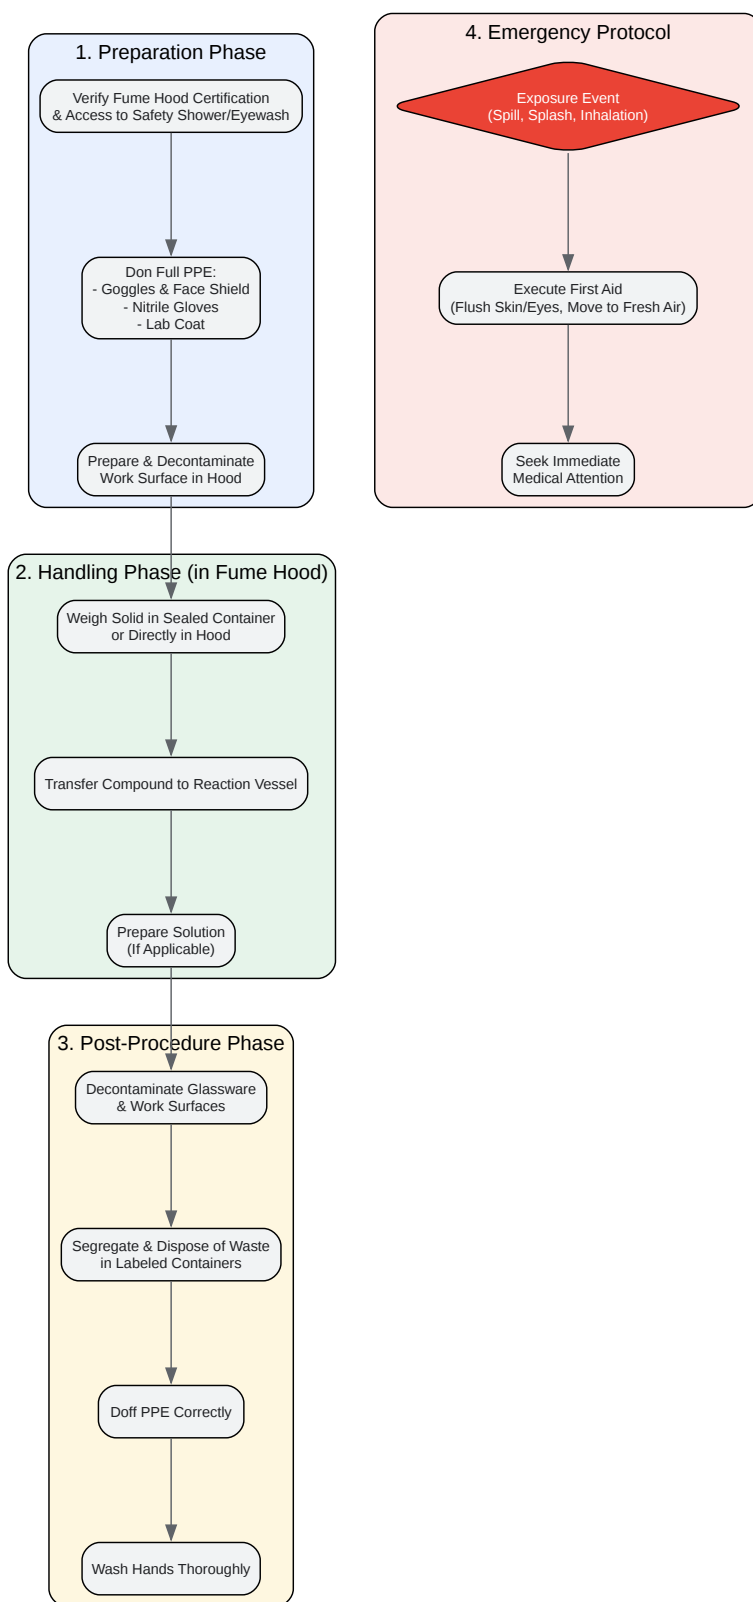 1. Preparation Phase
Verify Fume Hood Certification
& Access to Safety Shower/Eyewash
Don Full PPE:
- Goggles & Face Shield
- Nitrile Gloves
- Lab Coat
Prepare & Decontaminate
Work Surface in Hood
2. Handling Phase (in Fume Hood)
Weigh Solid in Sealed Container
or Directly in Hood
Transfer Compound to Reaction Vessel
Prepare Solution
(If Applicable)
3. Post-Procedure Phase
Decontaminate Glassware
& Work Surfaces
Segregate & Dispose of Waste
in Labeled Containers
Doff PPE Correctly
Wash Hands Thoroughly
4. Emergency Protocol
Exposure Event
(Spill, Splash, Inhalation)
Execute First Aid
(Flush Skin/Eyes, Move to Fresh Air)
Seek Immediate
Medical Attention